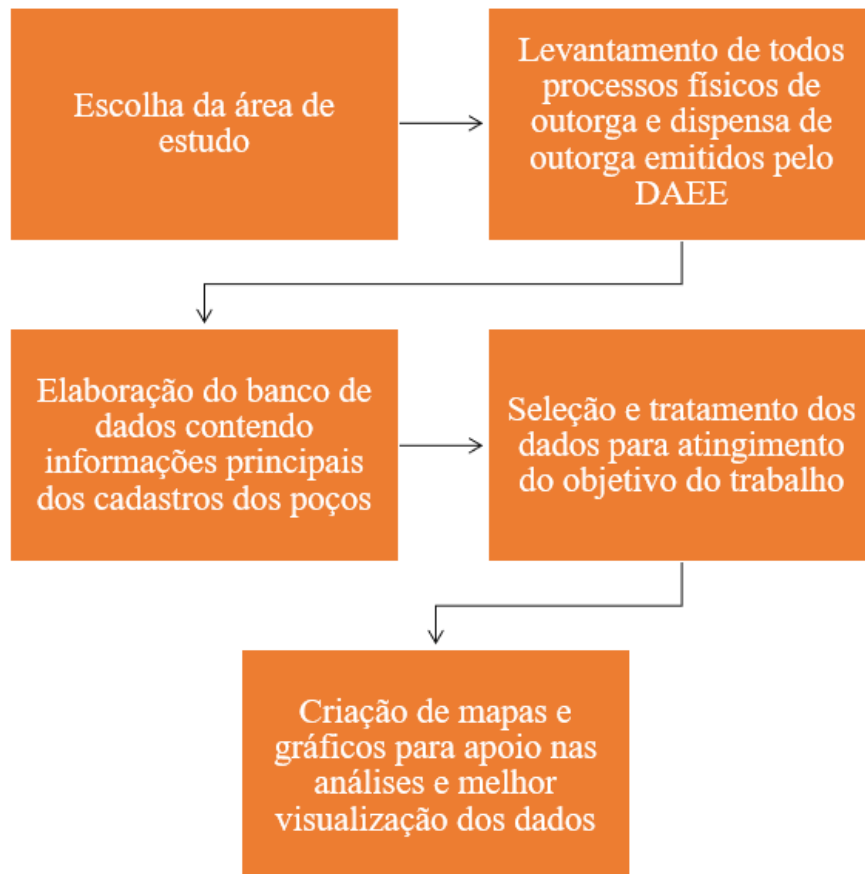 Escolha da área de
estudo
Levantamento de todos
processos físicos de
outorga e dispensa de
outorga emitidos pelo
DAEE
Elaboração do banco de
dados contendo
informações principais
dos cadastros dos poços
Seleção e tratamento dos
dados para atingimento
do objetivo do trabalho
Criação de mapas e
gráficos para apoio nas
análises e melhor
visualização dos dados